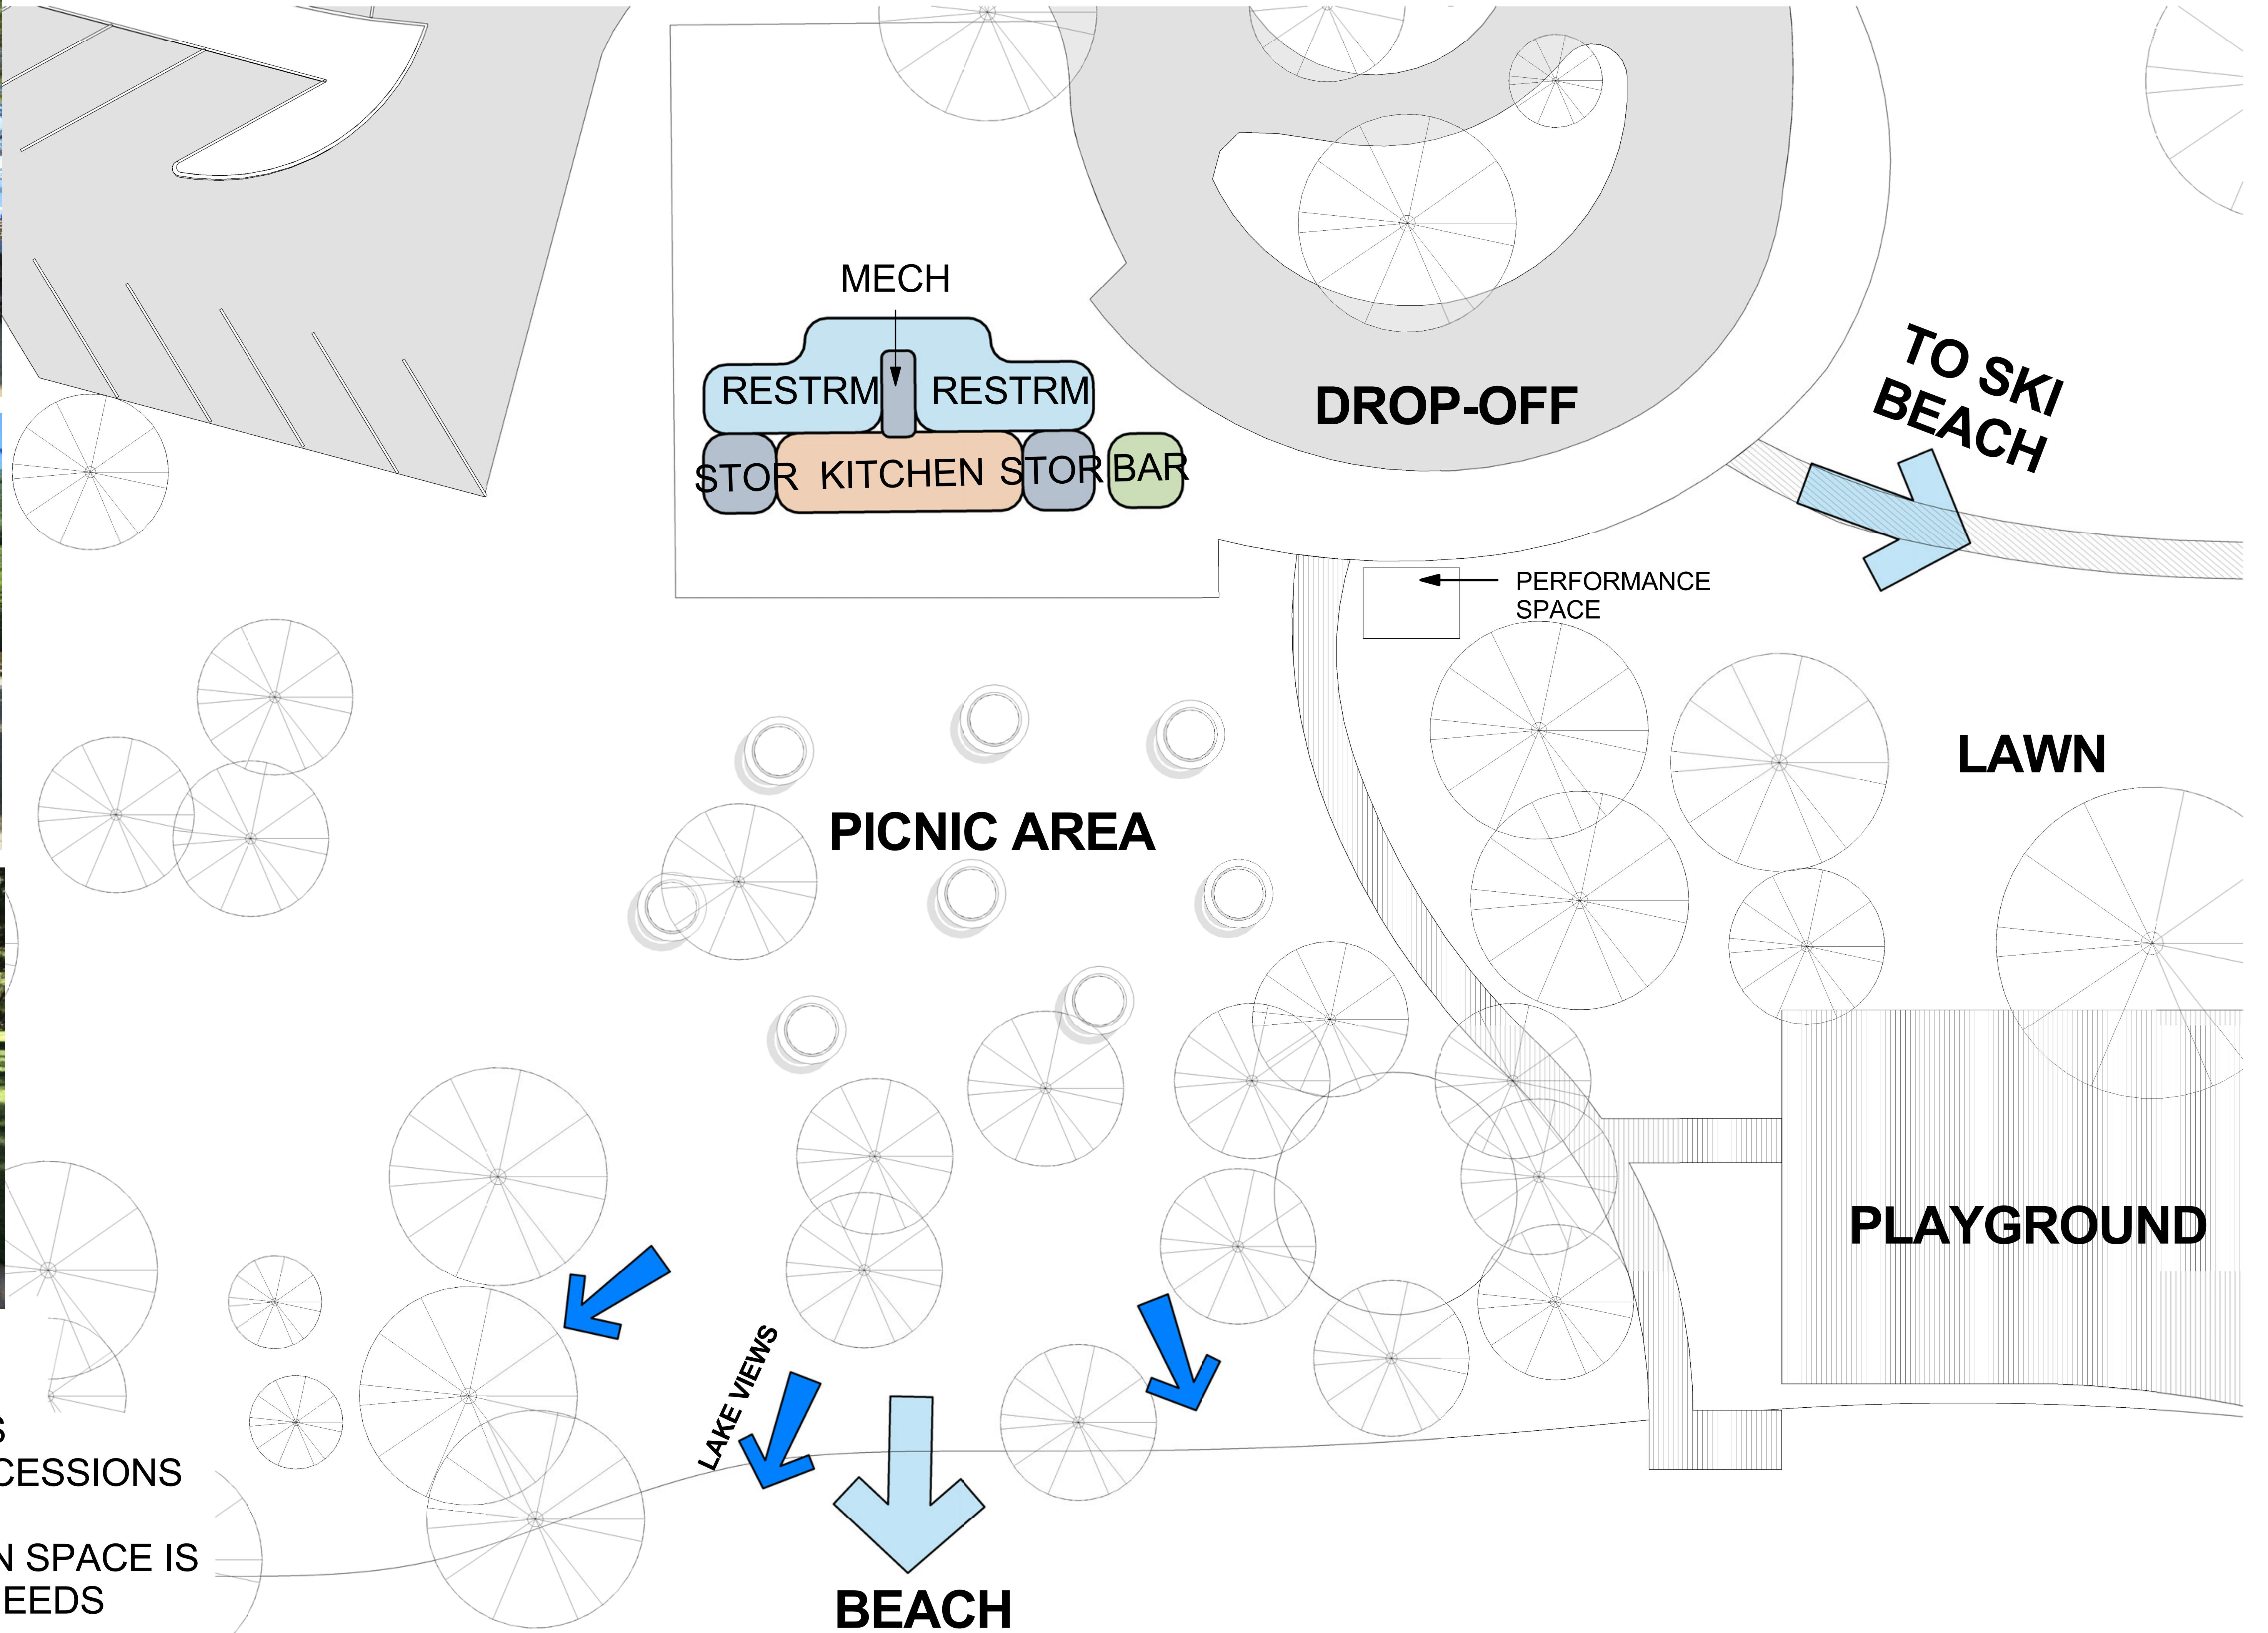 MECH
RESTRM
RESTRM
STOR
KITCHEN
STOR
BAR
DROP-OFF
TO SKI
BEACH
PERFORMANCE
SPACE
LAWN
PICNIC AREA
PLAYGROUND
LAKE VIEWS
BEACH
S
CESSIONS
N SPACE IS
EEDS